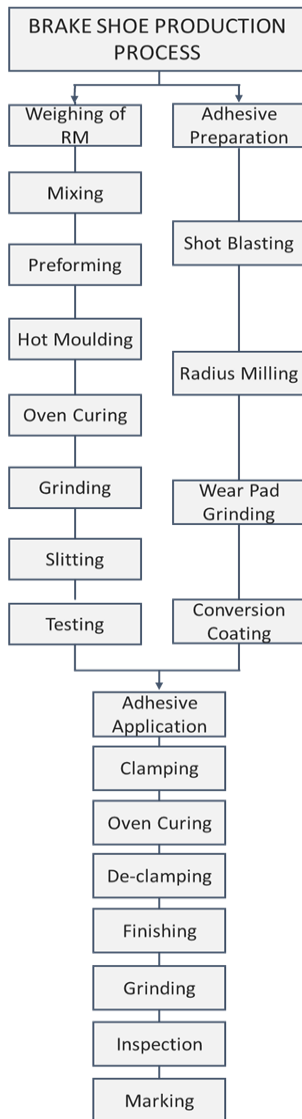 BRAKE SHOE PRODUCTION
PROCESS
Weighing of
RM
Mixing
Preforming
Hot Moulding
Oven Curing
Grinding
Slitting
Testing
Adhesive
Preparation
Shot Blasting
Radius Milling
Wear Pad
Grinding
Conversion
Coating
Adhesive
Application
Clamping
Oven Curing
De-clamping
Finishing
Grinding
Inspection
Marking